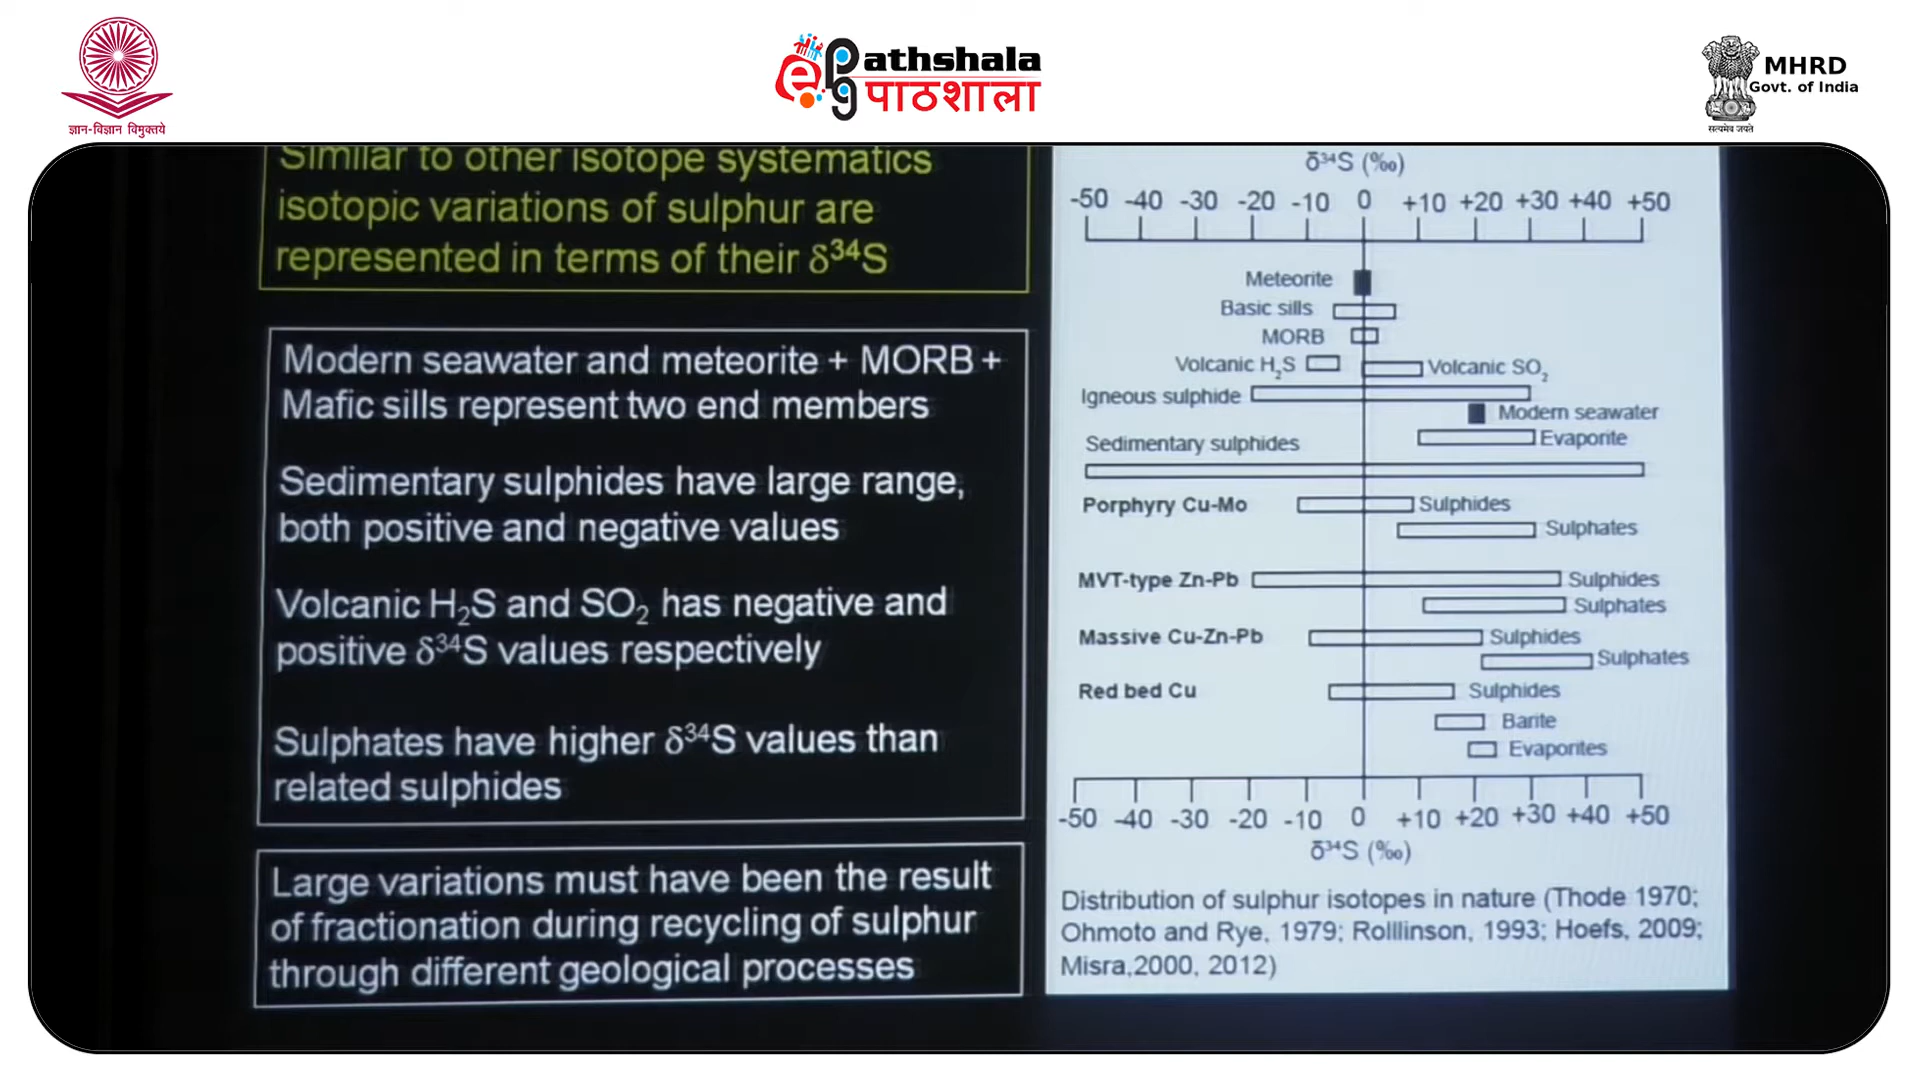 ज्ञान-विज्ञान विमुक्तये
ePathshala
पाठशाला
MHRD
Govt. of India
सत्यमेव जयते
Similar to other isotope systematics
isotopic variations of sulphur are
represented in terms of their δ³⁴S
Modern seawater and meteorite + MORB +
Mafic sills represent two end members
Sedimentary sulphides have large range,
both positive and negative values
Volcanic H₂S and SO₂ has negative and
positive δ³⁴S values respectively
Sulphates have higher δ³⁴S values than
related sulphides
Large variations must have been the result
of fractionation during recycling of sulphur
through different geological processes
δ³⁴S (‰)
-50 -40 -30 -20 -10 0 +10 +20 +30 +40 +50
Meteorite
Basic sills
MORB
Volcanic H₂S Volcanic SO₂
Igneous sulphide
Modern seawater
Evaporite
Sedimentary sulphides
Porphyry Cu-Mo Sulphides
Sulphates
MVT-type Zn-Pb Sulphides
Sulphates
Massive Cu-Zn-Pb Sulphides
Sulphates
Red bed Cu Sulphides
Barite
Evaporites
-50 -40 -30 -20 -10 0 +10 +20 +30 +40 +50
δ³⁴S (‰)
Distribution of sulphur isotopes in nature (Thode 1970;
Ohmoto and Rye, 1979; Rolllinson, 1993; Hoefs, 2009;
Misra,2000, 2012)